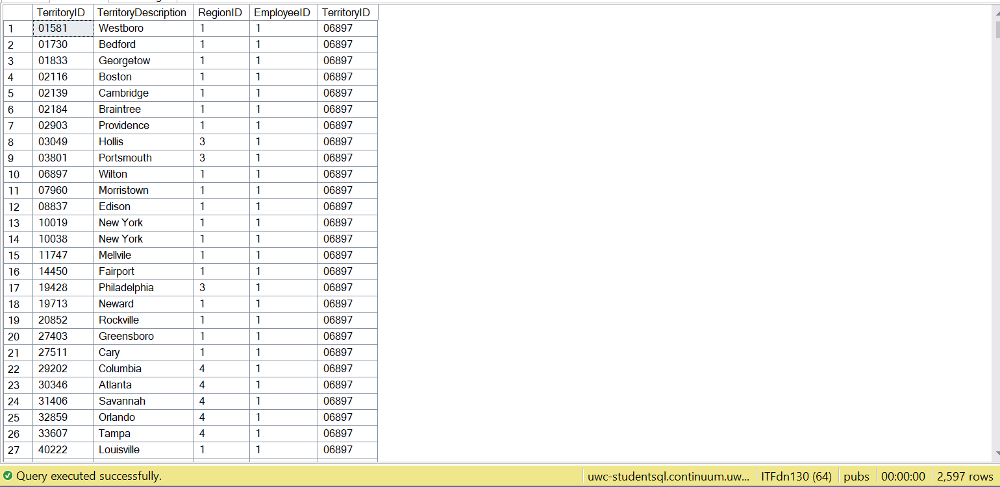 TerritoryID TerritoryDescription RegionID EmployeeID TerritoryID
1 01581 Westboro 1 1 06897
2 01730 Bedford 1 1 06897
3 01833 Georgetow 1 1 06897
4 02116 Boston 1 1 06897
5 02139 Cambridge 1 1 06897
6 02184 Braintree 1 1 06897
7 02903 Providence 1 1 06897
8 03049 Hollis 3 1 06897
9 03801 Portsmouth 3 1 06897
10 06897 Wilton 1 1 06897
11 07960 Morristown 1 1 06897
12 08837 Edison 1 1 06897
13 10019 New York 1 1 06897
14 10038 New York 1 1 06897
15 11747 Mellvile 1 1 06897
16 14450 Fairport 1 1 06897
17 19428 Philadelphia 3 1 06897
18 19713 Neward 1 1 06897
19 20852 Rockville 1 1 06897
20 27403 Greensboro 1 1 06897
21 27511 Cary 1 1 06897
22 29202 Columbia 4 1 06897
23 30346 Atlanta 4 1 06897
24 31406 Savannah 4 1 06897
25 32859 Orlando 4 1 06897
26 33607 Tampa 4 1 06897
27 40222 Louisville 1 1 06897
Query executed successfully. uwc-studentsql.continuum.uw... ITFdn130 (64) pubs 00:00:00 2,597 rows